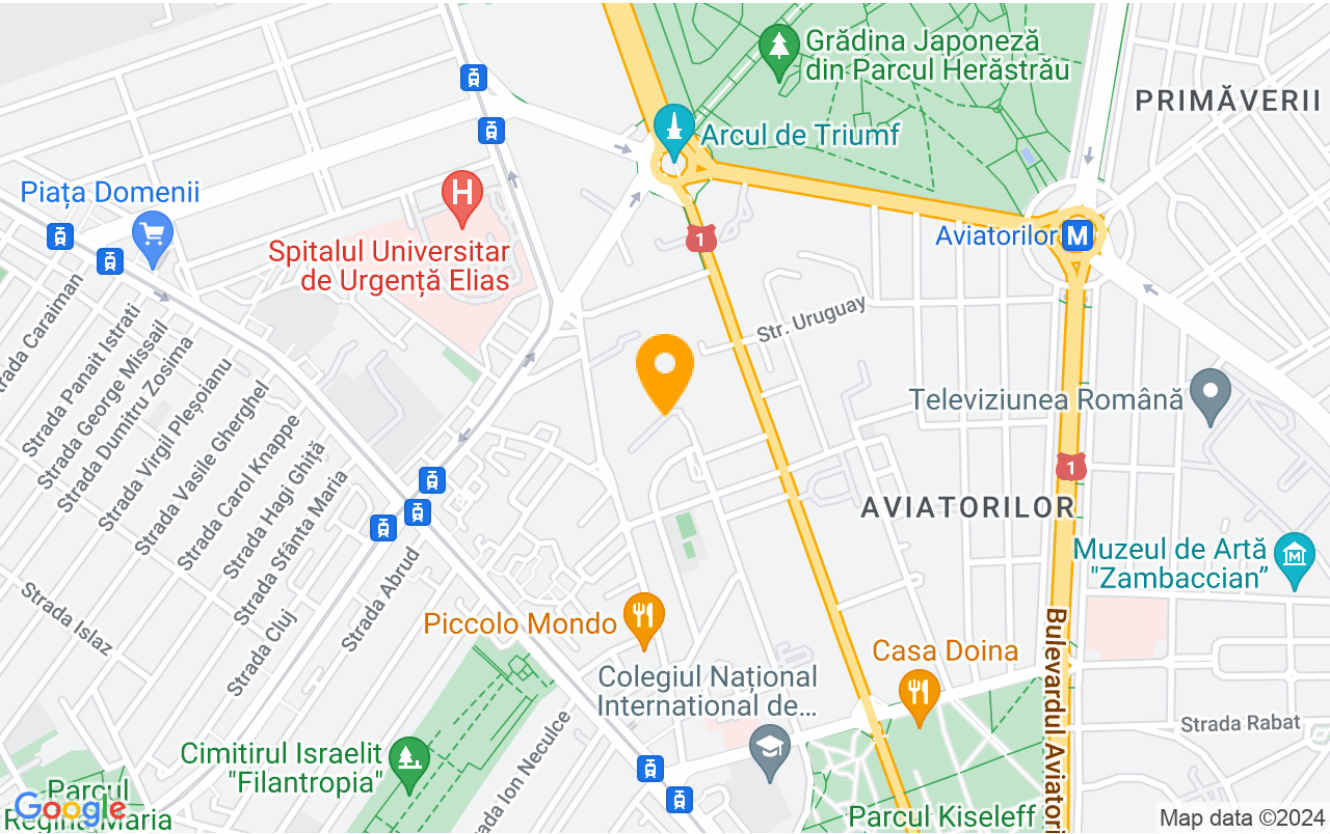 Grădina Japoneză
din Parcul Herăstrău
PRIMĂVERII
Arcul de Triumf
Piața Domenii
H
Spitalul Universitar
de Urgență Elias
1
Aviatorilor
M
Str. Uruguay
Strada Caraiman
Strada Panait Istrati
Strada George Missail
Strada Dumitru Zosima
Strada Virgil Pleșoianu
Strada Vasile Gherghel
Strada Carol Knappe
Strada Hagi Ghiță
Strada Sfânta Maria
Televiziunea Română
1
AVIATORILOR
Muzeul de Artă
"Zambaccian”
Strada Islaz
Strada Cluj
Strada Abrud
Piccolo Mondo
Casa Doina
Colegiul Național
International de...
Bulevardul Aviatori
Strada Rabat
Cimitirul Israelit
"Filantropia"
ada Ion Neculce
Parcul
Regina Maria
Google
Parcul Kiseleff
Map data ©2024